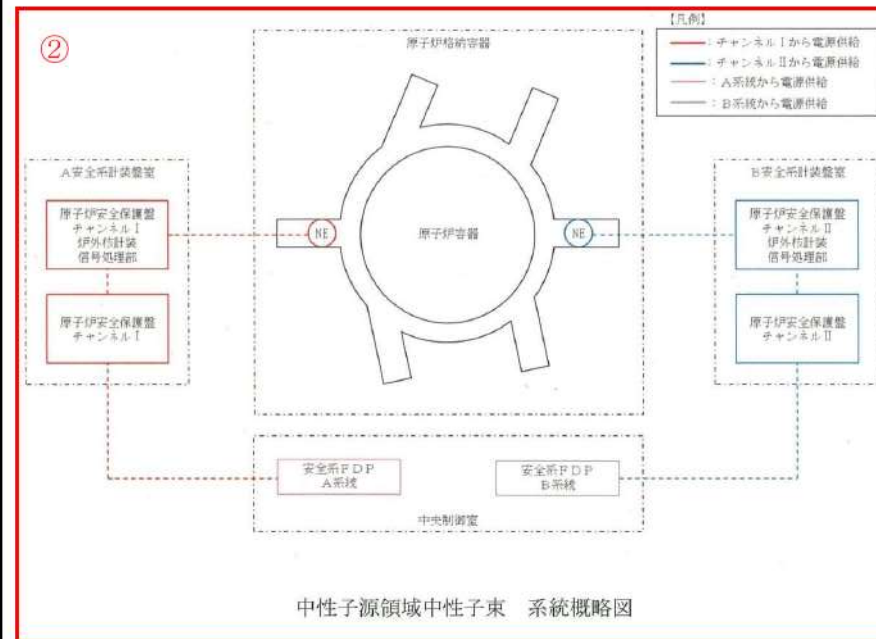 ②
【凡例】
：チャンネルⅠから電源供給
：チャンネルⅡから電源供給
：A系統から電源供給
：B系統から電源供給
原子炉格納容器
A安全系計装盤室
原子炉安全保護盤
チャンネルⅠ
炉外核計装
信号処理部
原子炉安全保護盤
チャンネルⅠ
NE
原子炉容器
NE
B安全系計装盤室
原子炉安全保護盤
チャンネルⅡ
炉外核計装
信号処理部
原子炉安全保護盤
チャンネルⅡ
安全系FDP
A系統
安全系FDP
B系統
中央制御室
中性子源領域中性子束　系統概略図